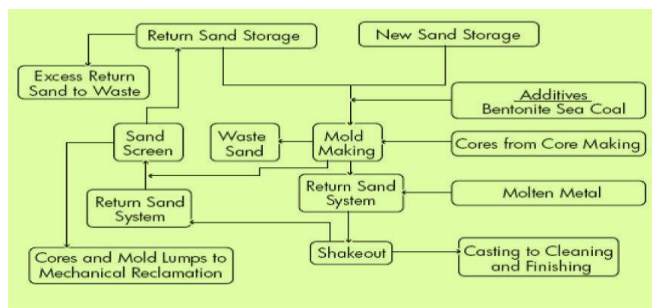 Return Sand Storage
New Sand Storage
Excess Return
Sand to Waste
Additives
Bentonite Sea Coal
Sand
Screen
Waste
Sand
Mold
Making
Cores from Core Making
Return Sand
System
Return Sand
System
Molten Metal
Cores and Mold Lumps to
Mechanical Reclamation
Shakeout
Casting to Cleaning
and Finishing